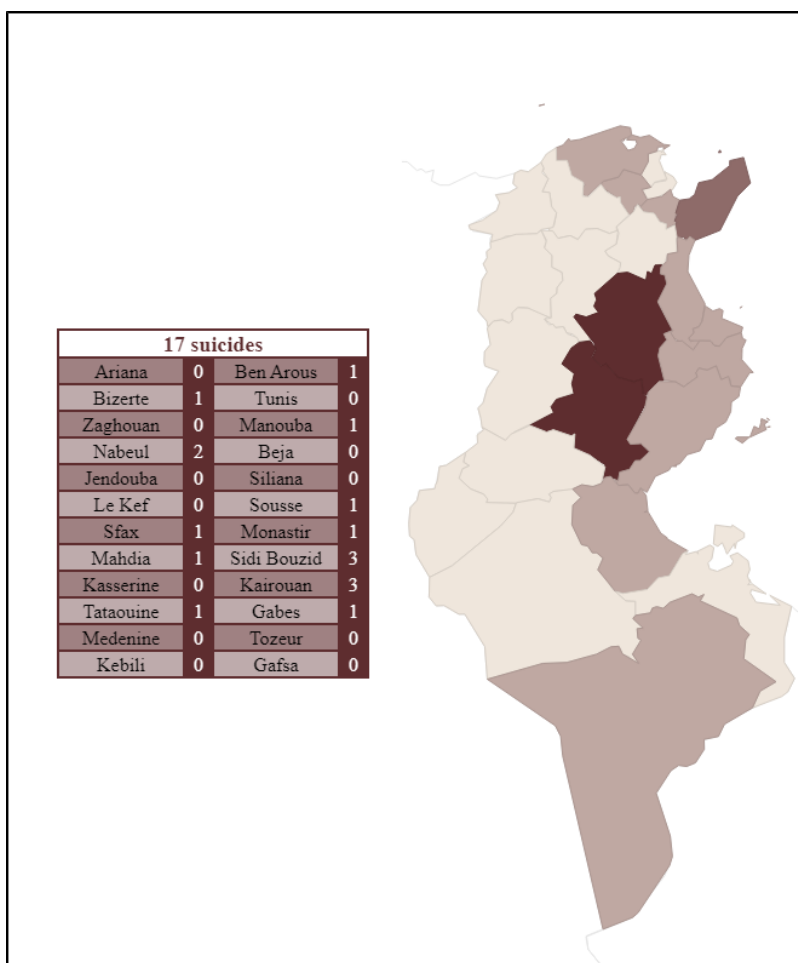 17 suicides
Ariana 0 Ben Arous 1
Bizerte 1 Tunis 0
Zaghouan 0 Manouba 1
Nabeul 2 Beja 0
Jendouba 0 Siliana 0
Le Kef 0 Sousse 1
Sfax 1 Monastir 1
Mahdia 1 Sidi Bouzid 3
Kasserine 0 Kairouan 3
Tataouine 1 Gabes 1
Medenine 0 Tozeur 0
Kebili 0 Gafsa 0